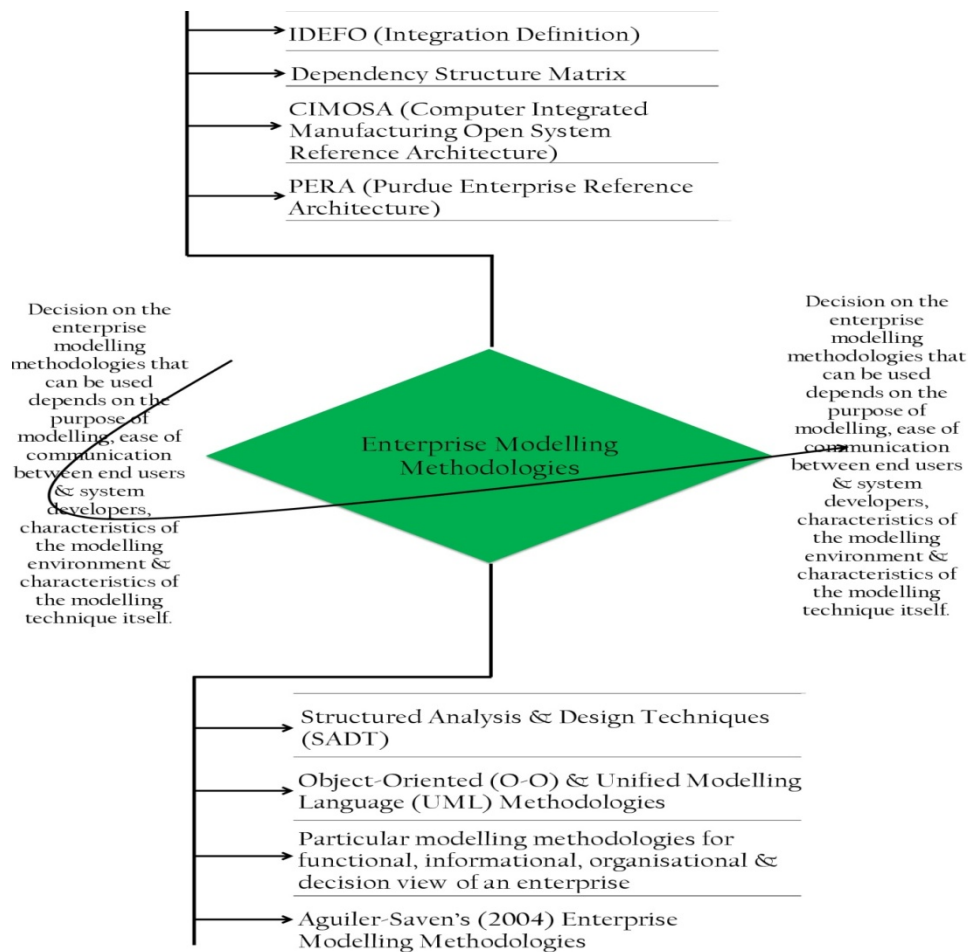 IDEFO (Integration Definition)
Dependency Structure Matrix
CIMOSA (Computer Integrated
Manufacturing Open System
Reference Architecture)
PERA (Purdue Enterprise Reference
Architecture)
Decision on the
enterprise
modelling
methodologies that
can be used
depends on the
purpose of
modelling, ease of
communication
between end users
& system
developers,
characteristics of
the modelling
environment &
characteristics of
the modelling
technique itself.
Enterprise Modelling
Methodologies
Decision on the
enterprise
modelling
methodologies that
can be used
depends on the
purpose of
modelling, ease of
communication
between end users
& system
developers,
characteristics of
the modelling
environment &
characteristics of
the modelling
technique itself.
Structured Analysis & Design Techniques
(SADT)
Object-Oriented (O-O) & Unified Modelling
Language (UML) Methodologies
Particular modelling methodologies for
functional, informational, organisational &
decision view of an enterprise
Aguiler-Saven's (2004) Enterprise
Modelling Methodologies